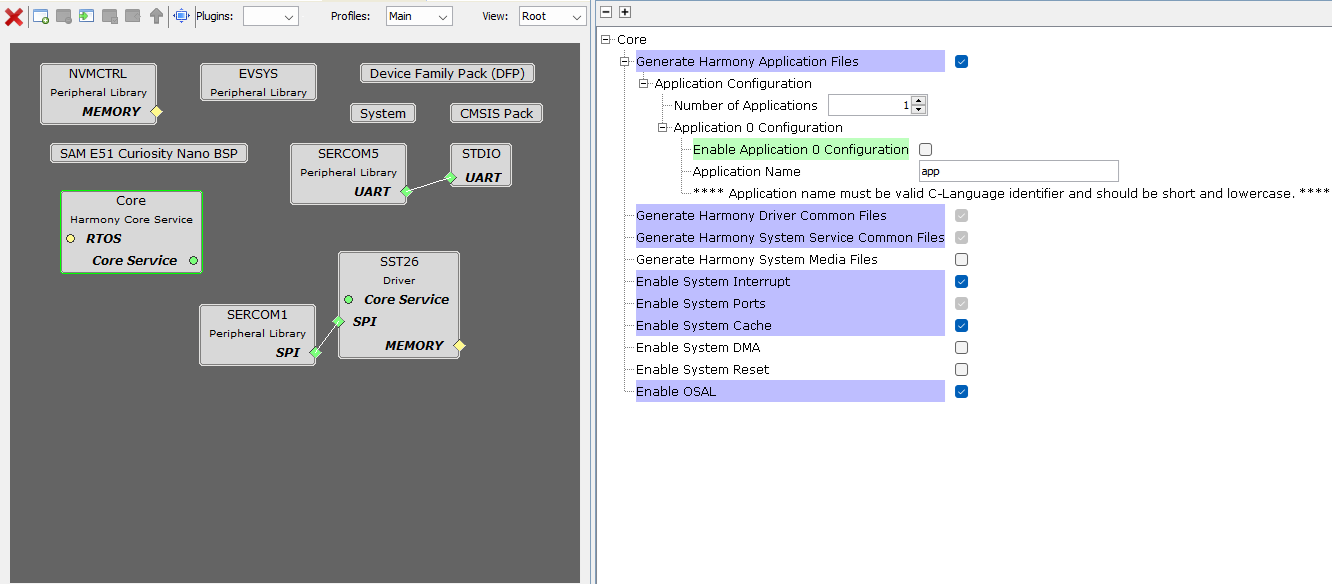 Plugins:
Profiles:
Main
View:
Root
NVMCTRL
Peripheral Library
MEMORY
EVSYS
Peripheral Library
Device Family Pack (DFP)
System
CMSIS Pack
SAM E51 Curiosity Nano BSP
SERCOM5
Peripheral Library
UART
STDIO
UART
Core
Harmony Core Service
RTOS
Core Service
SST26
Driver
Core Service
SPI
MEMORY
SERCOM1
Peripheral Library
SPI
Core
Generate Harmony Application Files
Application Configuration
Number of Applications 1
Application 0 Configuration
Enable Application 0 Configuration
Application Name app
**** Application name must be valid C-Language identifier and should be short and lowercase. ****
Generate Harmony Driver Common Files
Generate Harmony System Service Common Files
Generate Harmony System Media Files
Enable System Interrupt
Enable System Ports
Enable System Cache
Enable System DMA
Enable System Reset
Enable OSAL